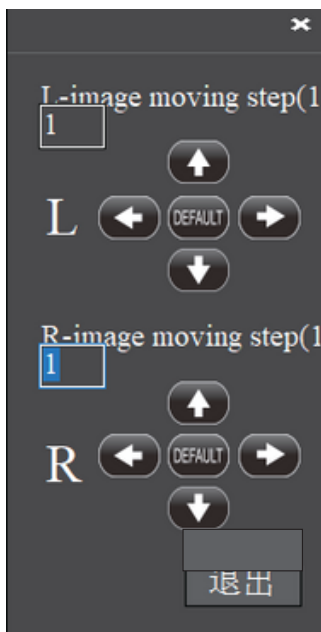 L-image moving step(1
1
L
DEFAULT
R-image moving step(1
1
R
DEFAULT
退出